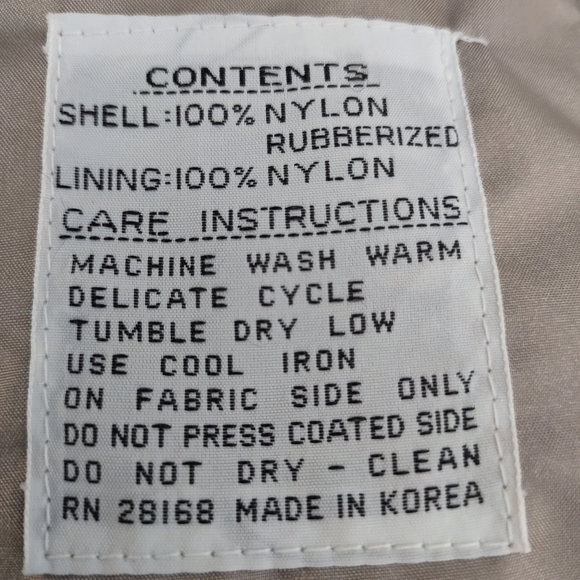 CONTENTS
SHELL:100% NYLON
RUBBERIZED
LINING:100% NYLON
CARE INSTRUCTIONS
MACHINE WASH WARM
DELICATE CYCLE
TUMBLE DRY LOW
USE COOL IRON
ON FABRIC SIDE ONLY
DO NOT PRESS COATED SIDE
DO NOT DRY - CLEAN
RN 28168 MADE IN KOREA